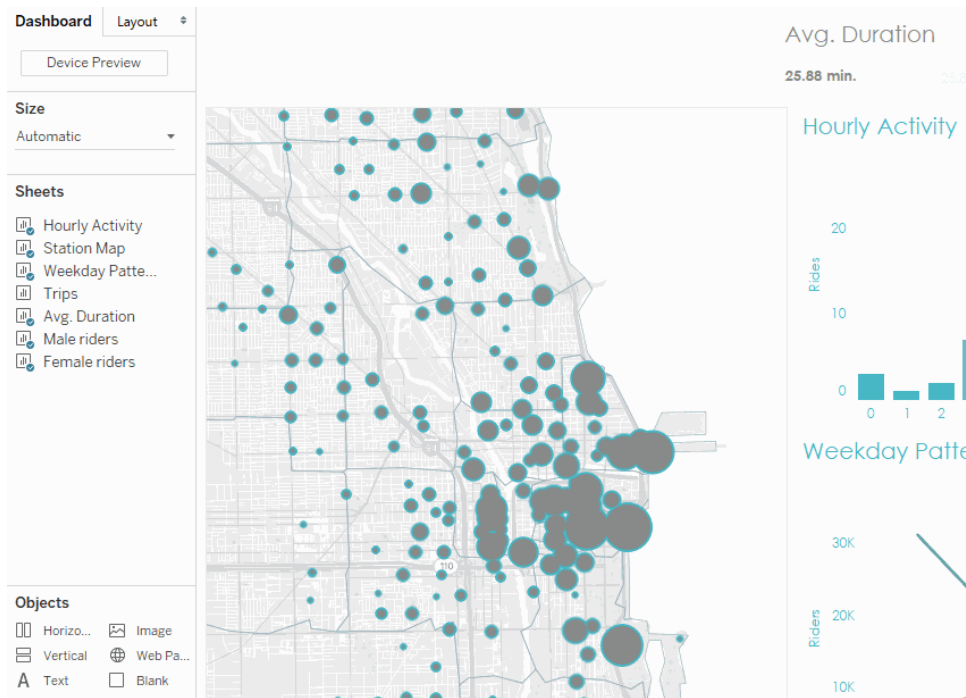 Dashboard
Layout
Device Preview
Size
Automatic
Sheets
Hourly Activity
Station Map
Weekday Patte...
Trips
Avg. Duration
Male riders
Female riders
Objects
Horizo...
Image
Vertical
Web Pa...
Text
Blank
110
Avg. Duration
25.88 min.
Hourly Activity
20
Rides
10
0
0 1 2
Weekday Patte
30K
Riders
20K
10K